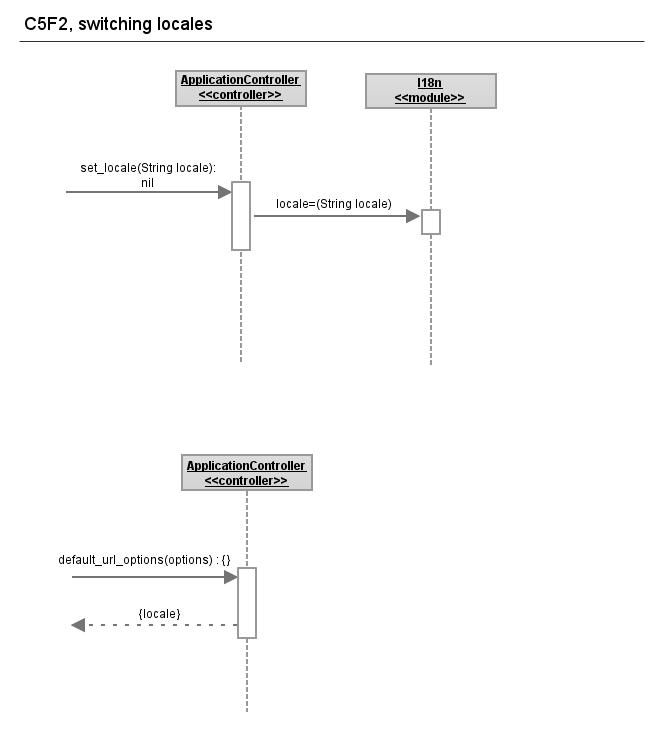 C5F2, switching locales
ApplicationController
<<controller>>
I18n
<<module>>
set_locale(String locale):
nil
locale=(String locale)
ApplicationController
<<controller>>
default_url_options(options) : {}
{locale}